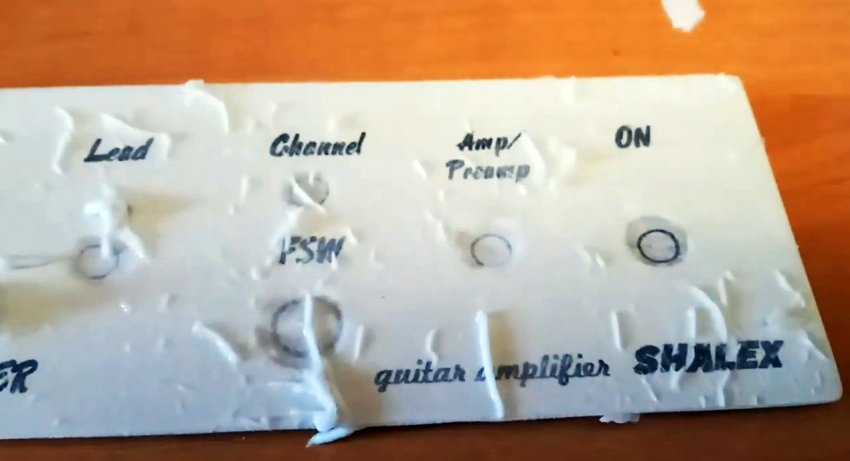 Lead
Channel
Amp/
Preamp
ON
FSW
guitar amplifier
SHALEX
ER